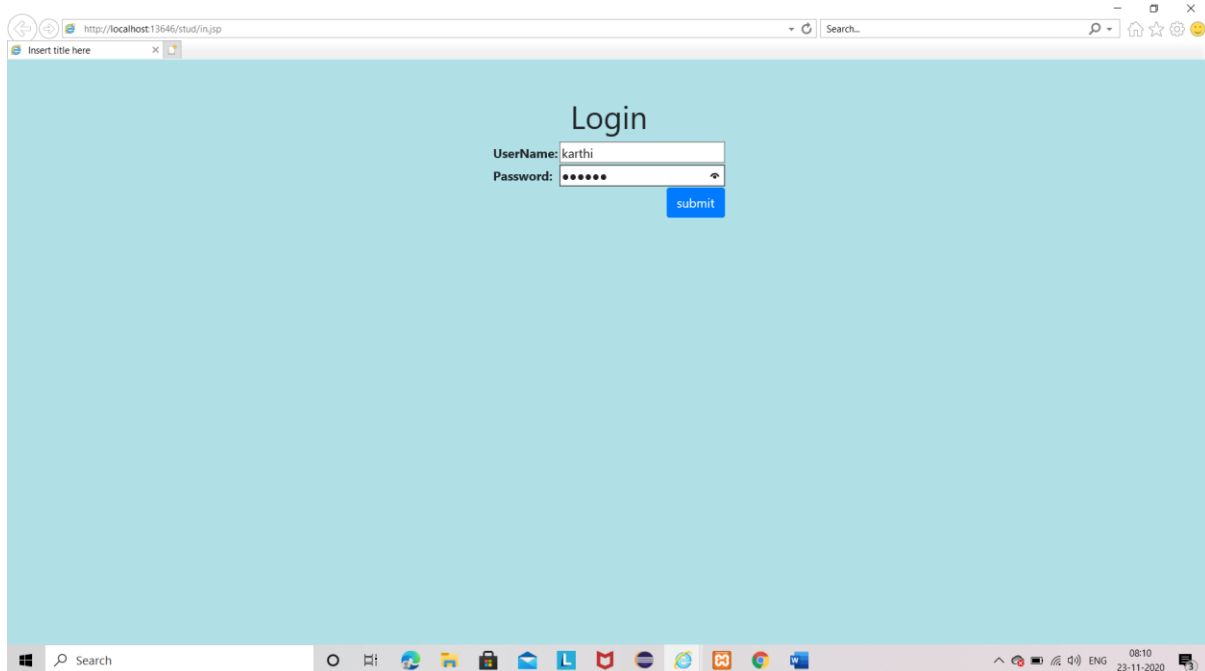 http://localhost:13646/stud/in.jsp
Search...
Insert title here
Login
UserName: karthi
Password: ●●●●●●
submit
Search
ENG
08:10
23-11-2020